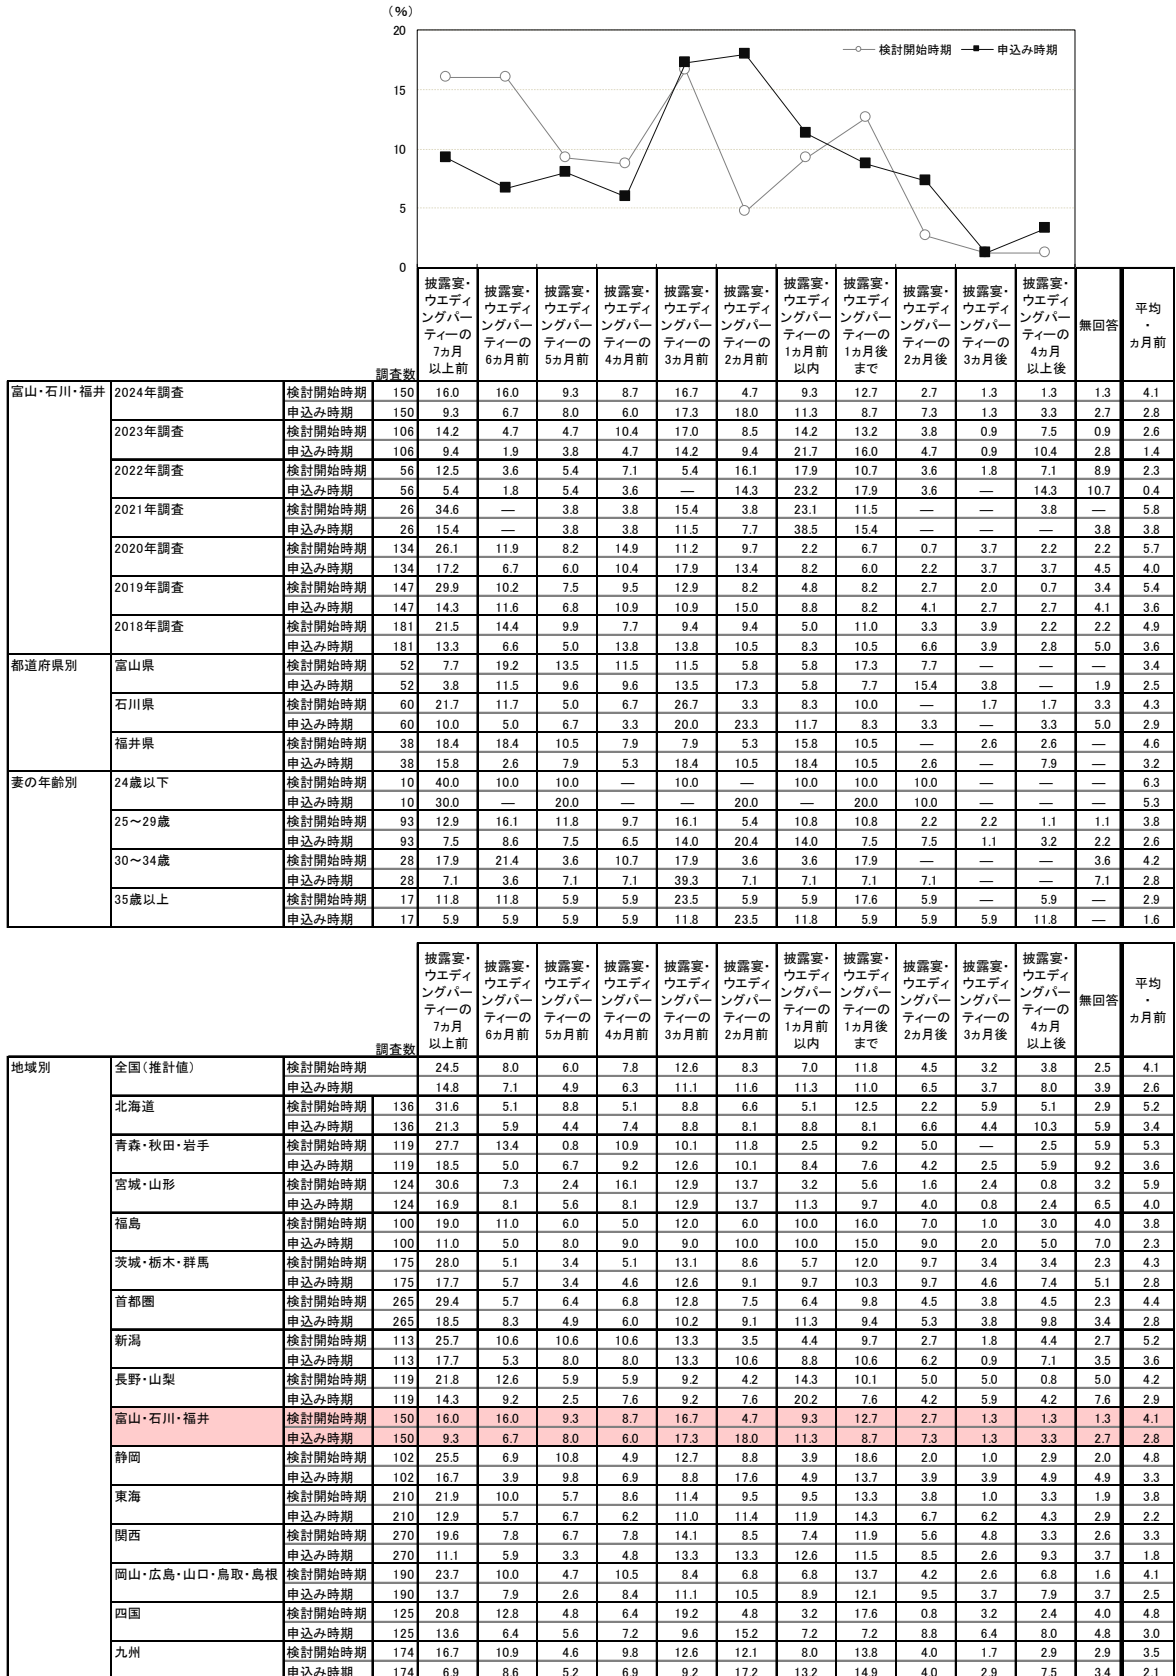 (%)
20
15
10
5
0
検討開始時期 申込み時期
調査数 披露宴・ウエディングパーティーの7ヵ月以上前 披露宴・ウエディングパーティーの6ヵ月前 披露宴・ウエディングパーティーの5ヵ月前 披露宴・ウエディングパーティーの4ヵ月前 披露宴・ウエディングパーティーの3ヵ月前 披露宴・ウエディングパーティーの2ヵ月前 披露宴・ウエディングパーティーの1ヵ月前以内 披露宴・ウエディングパーティーの1ヵ月後まで 披露宴・ウエディングパーティーの2ヵ月後 披露宴・ウエディングパーティーの3ヵ月後 披露宴・ウエディングパーティーの4ヵ月以上後 無回答 平均・ヵ月前
富山・石川・福井 2024年調査 検討開始時期 150 16.0 16.0 9.3 8.7 16.7 4.7 9.3 12.7 2.7 1.3 1.3 1.3 4.1
申込み時期 150 9.3 6.7 8.0 6.0 17.3 18.0 11.3 8.7 7.3 1.3 3.3 2.7 2.8
2023年調査 検討開始時期 106 14.2 4.7 4.7 10.4 17.0 8.5 14.2 13.2 3.8 0.9 7.5 0.9 2.6
申込み時期 106 9.4 1.9 3.8 4.7 14.2 9.4 21.7 16.0 4.7 0.9 10.4 2.8 1.4
2022年調査 検討開始時期 56 12.5 3.6 5.4 7.1 5.4 16.1 17.9 10.7 3.6 1.8 7.1 8.9 2.3
申込み時期 56 5.4 1.8 5.4 3.6 — 14.3 23.2 17.9 3.6 — 14.3 10.7 0.4
2021年調査 検討開始時期 26 34.6 — 3.8 3.8 15.4 3.8 23.1 11.5 — — 3.8 — 5.8
申込み時期 26 15.4 — 3.8 3.8 11.5 7.7 38.5 15.4 — — — 3.8 3.8
2020年調査 検討開始時期 134 26.1 11.9 8.2 14.9 11.2 9.7 2.2 6.7 0.7 3.7 2.2 2.2 5.7
申込み時期 134 17.2 6.7 6.0 10.4 17.9 13.4 8.2 6.0 2.2 3.7 3.7 4.5 4.0
2019年調査 検討開始時期 147 29.9 10.2 7.5 9.5 12.9 8.2 4.8 8.2 2.7 2.0 0.7 3.4 5.4
申込み時期 147 14.3 11.6 6.8 10.9 10.9 15.0 8.8 8.2 4.1 2.7 2.7 4.1 3.6
2018年調査 検討開始時期 181 21.5 14.4 9.9 7.7 9.4 9.4 5.0 11.0 3.3 3.9 2.2 2.2 4.9
申込み時期 181 13.3 6.6 5.0 13.8 13.8 10.5 8.3 10.5 6.6 3.9 2.8 5.0 3.6
都道府県別 富山県 検討開始時期 52 7.7 19.2 13.5 11.5 11.5 5.8 5.8 17.3 7.7 — — — 3.4
申込み時期 52 3.8 11.5 9.6 9.6 13.5 17.3 5.8 7.7 15.4 3.8 — 1.9 2.5
石川県 検討開始時期 60 21.7 11.7 5.0 6.7 26.7 3.3 8.3 10.0 — 1.7 1.7 3.3 4.3
申込み時期 60 10.0 5.0 6.7 3.3 20.0 23.3 11.7 8.3 3.3 — 3.3 5.0 2.9
福井県 検討開始時期 38 18.4 18.4 10.5 7.9 7.9 5.3 15.8 10.5 — 2.6 2.6 — 4.6
申込み時期 38 15.8 2.6 7.9 5.3 18.4 10.5 18.4 10.5 2.6 — 7.9 — 3.2
妻の年齢別 24歳以下 検討開始時期 10 40.0 10.0 10.0 — 10.0 — 10.0 10.0 10.0 — — — 6.3
申込み時期 10 30.0 — 20.0 — — 20.0 — 20.0 10.0 — — — 5.3
25～29歳 検討開始時期 93 12.9 16.1 11.8 9.7 16.1 5.4 10.8 10.8 2.2 2.2 1.1 1.1 3.8
申込み時期 93 7.5 8.6 7.5 6.5 14.0 20.4 14.0 7.5 7.5 1.1 3.2 2.2 2.6
30～34歳 検討開始時期 28 17.9 21.4 3.6 10.7 17.9 3.6 3.6 17.9 — — — 3.6 4.2
申込み時期 28 7.1 3.6 7.1 7.1 39.3 7.1 7.1 7.1 7.1 — — 7.1 2.8
35歳以上 検討開始時期 17 11.8 11.8 5.9 5.9 23.5 5.9 5.9 17.6 5.9 — 5.9 — 2.9
申込み時期 17 5.9 5.9 5.9 5.9 11.8 23.5 11.8 5.9 5.9 5.9 11.8 — 1.6
調査数 披露宴・ウエディングパーティーの7ヵ月以上前 披露宴・ウエディングパーティーの6ヵ月前 披露宴・ウエディングパーティーの5ヵ月前 披露宴・ウエディングパーティーの4ヵ月前 披露宴・ウエディングパーティーの3ヵ月前 披露宴・ウエディングパーティーの2ヵ月前 披露宴・ウエディングパーティーの1ヵ月前以内 披露宴・ウエディングパーティーの1ヵ月後まで 披露宴・ウエディングパーティーの2ヵ月後 披露宴・ウエディングパーティーの3ヵ月後 披露宴・ウエディングパーティーの4ヵ月以上後 無回答 平均・ヵ月前
地域別 全国(推計値) 検討開始時期 24.5 8.0 6.0 7.8 12.6 8.3 7.0 11.8 4.5 3.2 3.8 2.5 4.1
申込み時期 14.8 7.1 4.9 6.3 11.1 11.6 11.3 11.0 6.5 3.7 8.0 3.9 2.6
北海道 検討開始時期 136 31.6 5.1 8.8 5.1 8.8 6.6 5.1 12.5 2.2 5.9 5.1 2.9 5.2
申込み時期 136 21.3 5.9 4.4 7.4 8.8 8.1 8.8 8.1 6.6 4.4 10.3 5.9 3.4
青森・秋田・岩手 検討開始時期 119 27.7 13.4 0.8 10.9 10.1 11.8 2.5 9.2 5.0 — 2.5 5.9 5.3
申込み時期 119 18.5 5.0 6.7 9.2 12.6 10.1 8.4 7.6 4.2 2.5 5.9 9.2 3.6
宮城・山形 検討開始時期 124 30.6 7.3 2.4 16.1 12.9 13.7 3.2 5.6 1.6 2.4 0.8 3.2 5.9
申込み時期 124 16.9 8.1 5.6 8.1 12.9 13.7 11.3 9.7 4.0 0.8 2.4 6.5 4.0
福島 検討開始時期 100 19.0 11.0 6.0 5.0 12.0 6.0 10.0 16.0 7.0 1.0 3.0 4.0 3.8
申込み時期 100 11.0 5.0 8.0 9.0 9.0 10.0 10.0 15.0 9.0 2.0 5.0 7.0 2.3
茨城・栃木・群馬 検討開始時期 175 28.0 5.1 3.4 5.1 13.1 8.6 5.7 12.0 9.7 3.4 3.4 2.3 4.3
申込み時期 175 17.7 5.7 3.4 4.6 12.6 9.1 9.7 10.3 9.7 4.6 7.4 5.1 2.8
首都圏 検討開始時期 265 29.4 5.7 6.4 6.8 12.8 7.5 6.4 9.8 4.5 3.8 4.5 2.3 4.4
申込み時期 265 18.5 8.3 4.9 6.0 10.2 9.1 11.3 9.4 5.3 3.8 9.8 3.4 2.8
新潟 検討開始時期 113 25.7 10.6 10.6 10.6 13.3 3.5 4.4 9.7 2.7 1.8 4.4 2.7 5.2
申込み時期 113 17.7 5.3 8.0 8.0 13.3 10.6 8.8 10.6 6.2 0.9 7.1 3.5 3.6
長野・山梨 検討開始時期 119 21.8 12.6 5.9 5.9 9.2 4.2 14.3 10.1 5.0 5.0 0.8 5.0 4.2
申込み時期 119 14.3 9.2 2.5 7.6 9.2 7.6 20.2 7.6 4.2 5.9 4.2 7.6 2.9
富山・石川・福井 検討開始時期 150 16.0 16.0 9.3 8.7 16.7 4.7 9.3 12.7 2.7 1.3 1.3 1.3 4.1
申込み時期 150 9.3 6.7 8.0 6.0 17.3 18.0 11.3 8.7 7.3 1.3 3.3 2.7 2.8
静岡 検討開始時期 102 25.5 6.9 10.8 4.9 12.7 8.8 3.9 18.6 2.0 1.0 2.9 2.0 4.8
申込み時期 102 16.7 3.9 9.8 6.9 8.8 17.6 4.9 13.7 3.9 3.9 4.9 4.9 3.3
東海 検討開始時期 210 21.9 10.0 5.7 8.6 11.4 9.5 9.5 13.3 3.8 1.0 3.3 1.9 3.8
申込み時期 210 12.9 5.7 6.7 6.2 11.0 11.4 11.9 14.3 6.7 6.2 4.3 2.9 2.2
関西 検討開始時期 270 19.6 7.8 6.7 7.8 14.1 8.5 7.4 11.9 5.6 4.8 3.3 2.6 3.3
申込み時期 270 11.1 5.9 3.3 4.8 13.3 13.3 12.6 11.5 8.5 2.6 9.3 3.7 1.8
岡山・広島・山口・鳥取・島根 検討開始時期 190 23.7 10.0 4.7 10.5 8.4 6.8 6.8 13.7 4.2 2.6 6.8 1.6 4.1
申込み時期 190 13.7 7.9 2.6 8.4 11.1 10.5 8.9 12.1 9.5 3.7 7.9 3.7 2.5
四国 検討開始時期 125 20.8 12.8 4.8 6.4 19.2 4.8 3.2 17.6 0.8 3.2 2.4 4.0 4.8
申込み時期 125 13.6 6.4 5.6 7.2 9.6 15.2 7.2 7.2 8.8 6.4 8.0 4.8 3.0
九州 検討開始時期 174 16.7 10.9 4.6 9.8 12.6 12.1 8.0 13.8 4.0 1.7 2.9 2.9 3.5
申込み時期 174 6.9 8.6 5.2 6.9 9.2 17.2 13.2 14.9 4.0 2.9 7.5 3.4 2.1